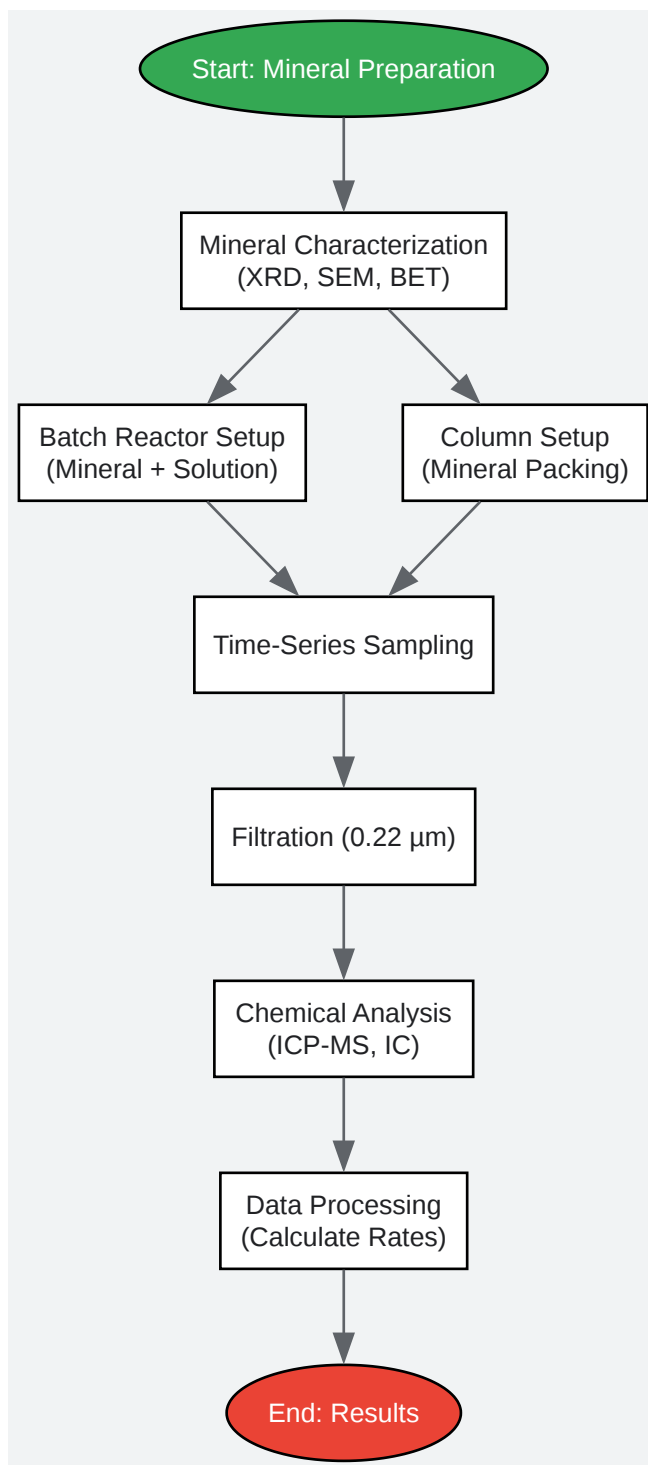 Start: Mineral Preparation
Mineral Characterization
(XRD, SEM, BET)
Batch Reactor Setup
(Mineral + Solution)
Column Setup
(Mineral Packing)
Time-Series Sampling
Filtration (0.22 µm)
Chemical Analysis
(ICP-MS, IC)
Data Processing
(Calculate Rates)
End: Results